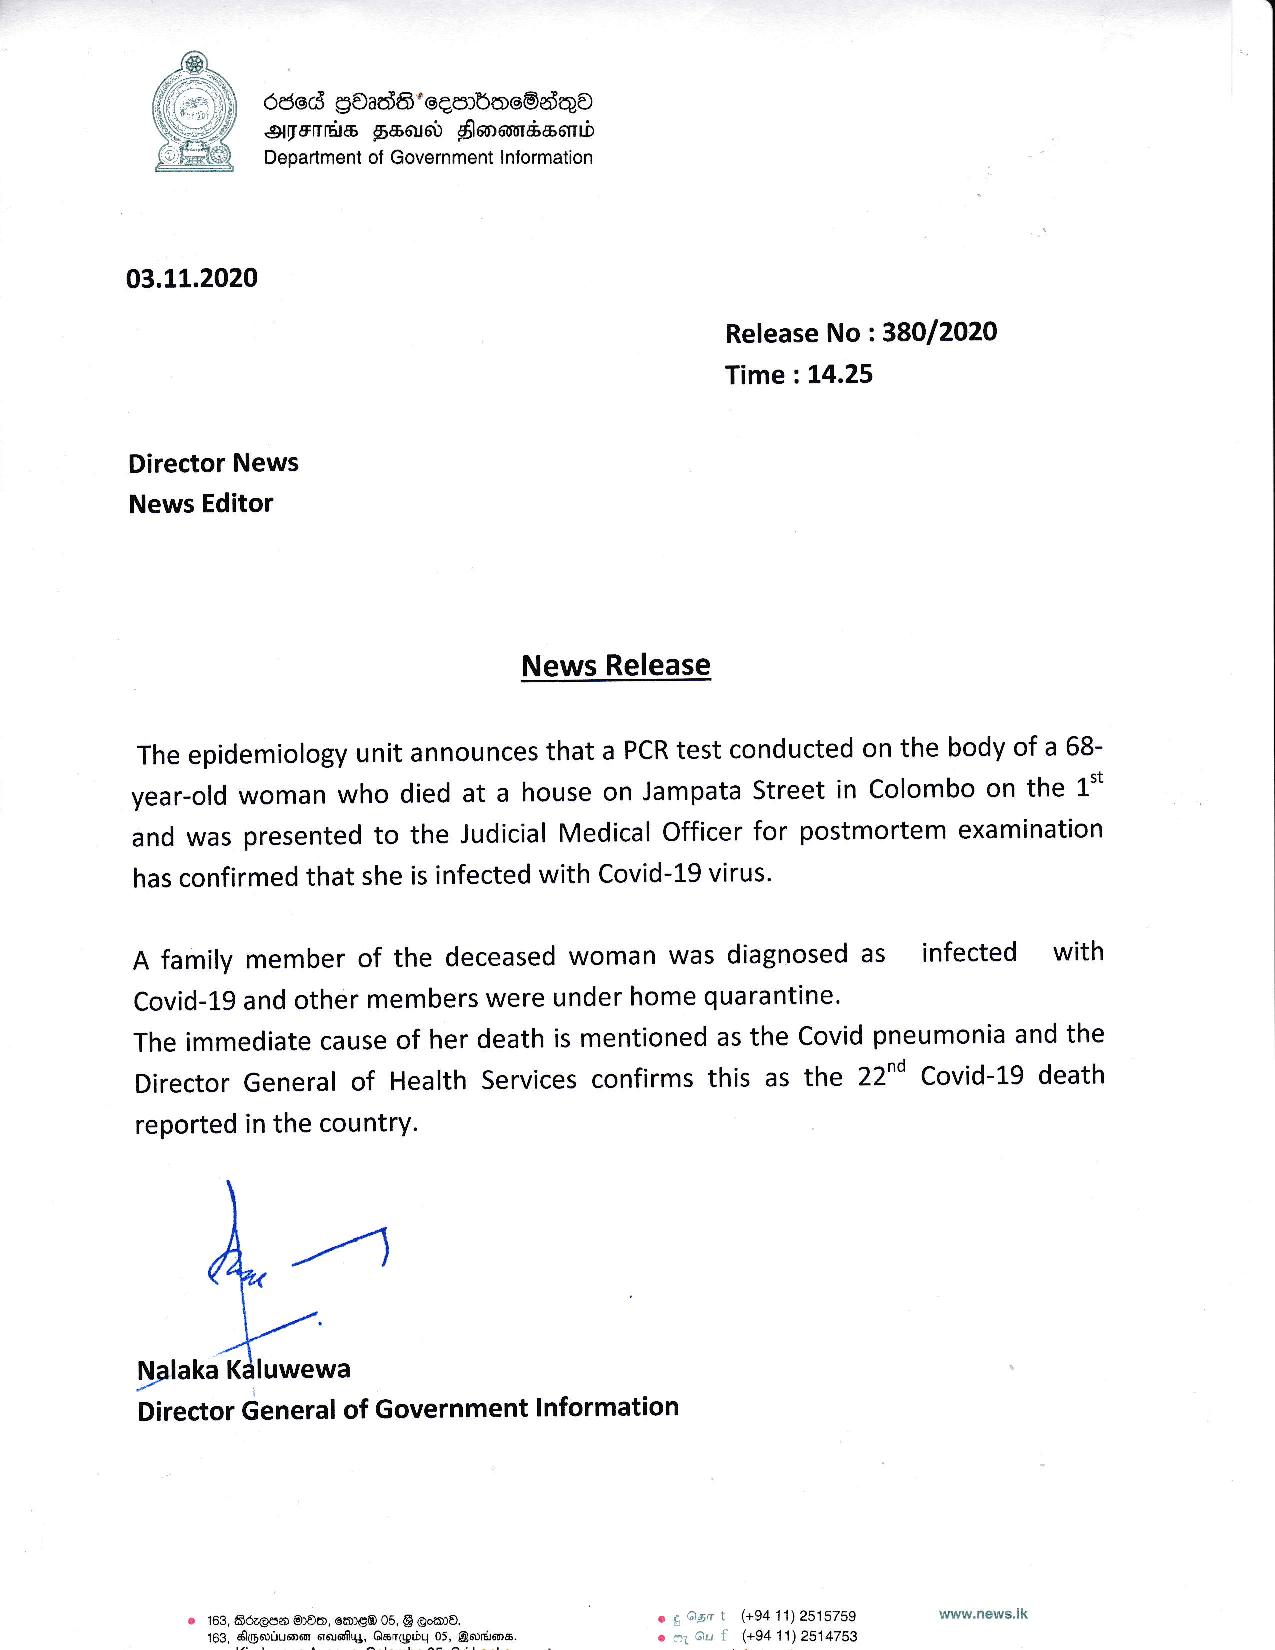 රජයේ ප්‍රවෘත්ති දෙපාර්තමේන්තුව
அரசாங்க தகவல் திணைக்களம்
Department of Government Information
03.11.2020
Release No : 380/2020
Time : 14.25
Director News
News Editor
News Release
The epidemiology unit announces that a PCR test conducted on the body of a 68-
year-old woman who died at a house on Jampata Street in Colombo on the 1st
and was presented to the Judicial Medical Officer for postmortem examination
has confirmed that she is infected with Covid-19 virus.
A family member of the deceased woman was diagnosed as infected with
Covid-19 and other members were under home quarantine.
The immediate cause of her death is mentioned as the Covid pneumonia and the
Director General of Health Services confirms this as the 22nd Covid-19 death
reported in the country.
Nalaka Kaluwewa
Director General of Government Information
163, කිරුලපන මාවත, කොළඹ 05, ශ්‍රී ලංකාව.
163, கிருலப்பனை எவனியூ, கொழும்பு 05, இலங்கை.
දු தொ t (+94 11) 2515759
ෆැ பெ f (+94 11) 2514753
www.news.lk